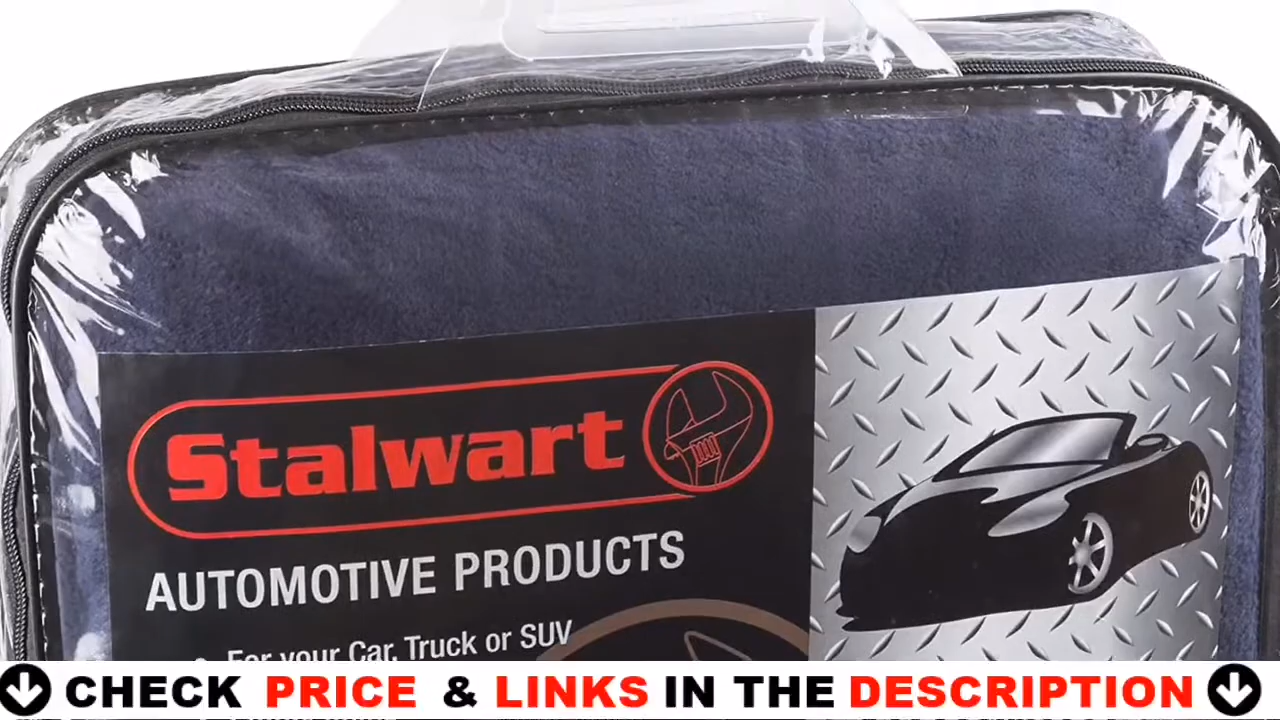 Stalwart
AUTOMOTIVE PRODUCTS
For your Car, Truck or SUV
CHECK PRICE & LINKS IN THE DESCRIPTION